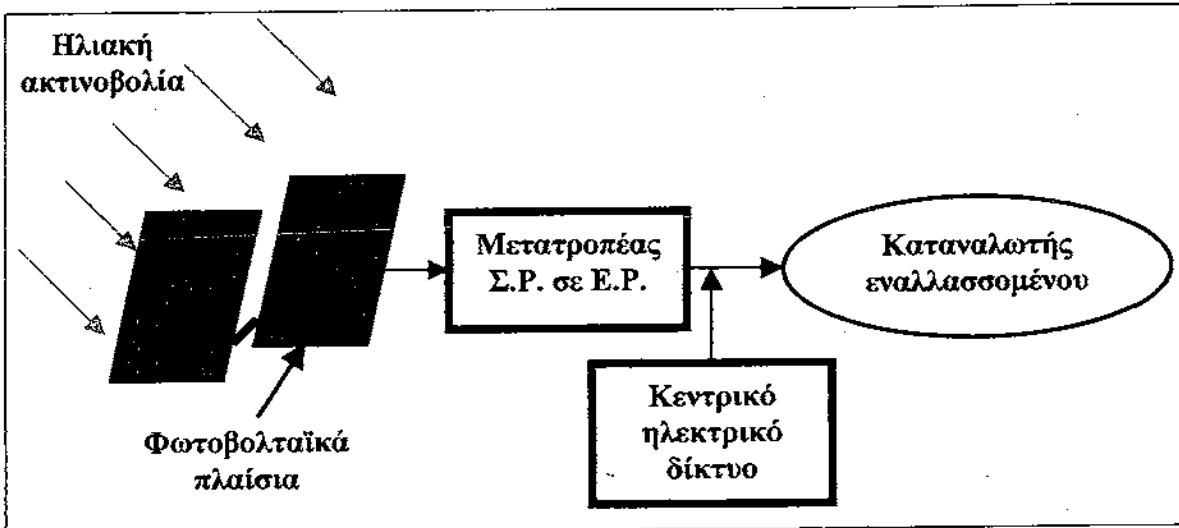 Ηλιακή
ακτινοβολία
Μετατροπέας
Σ.Ρ. σε Ε.Ρ.
Καταναλωτής
εναλλασσομένου
Κεντρικό
ηλεκτρικό
δίκτυο
Φωτοβολταϊκά
πλαίσια